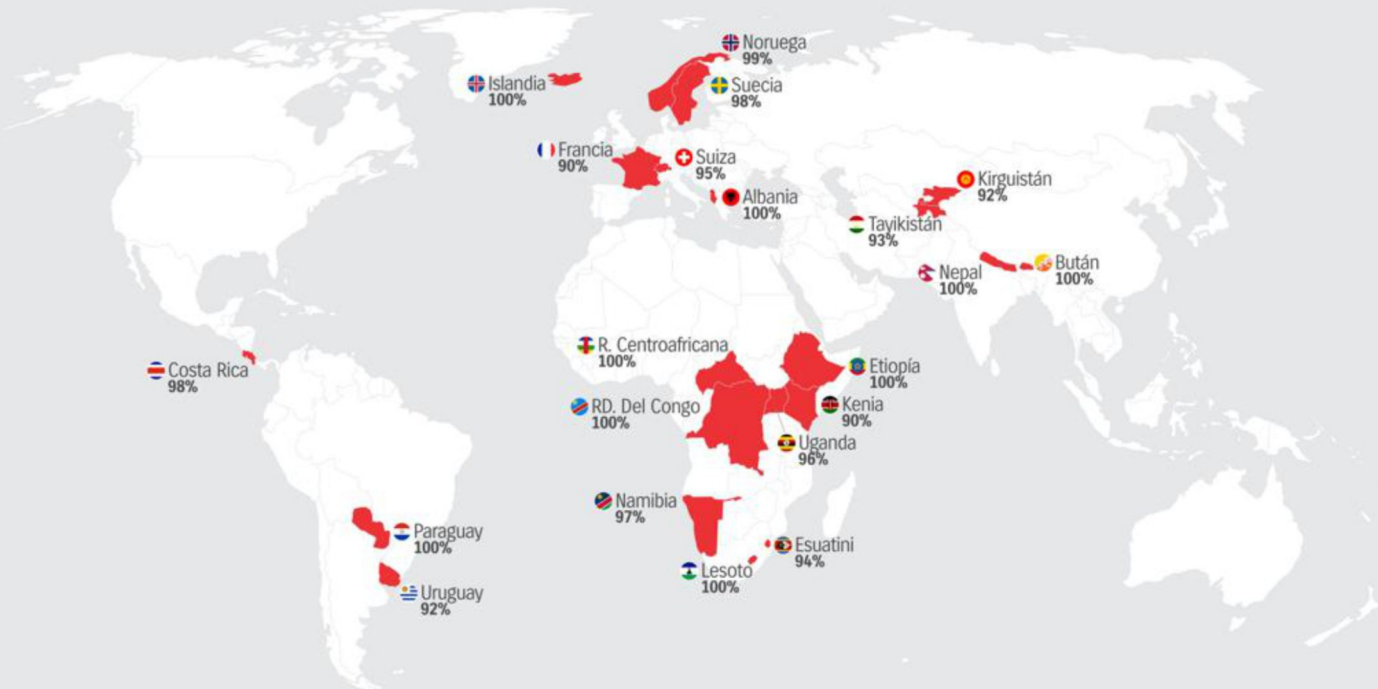 Noruega
99%
Islandia
100%
Suecia
98%
Francia
90%
Suiza
95%
Albania
100%
Kirguistán
92%
Tayikistán
93%
Nepal
100%
Bután
100%
R. Centroafricana
100%
Costa Rica
98%
Etiopía
100%
RD. Del Congo
100%
Kenia
90%
Uganda
96%
Namibia
97%
Paraguay
100%
Esuatini
94%
Lesoto
100%
Uruguay
92%